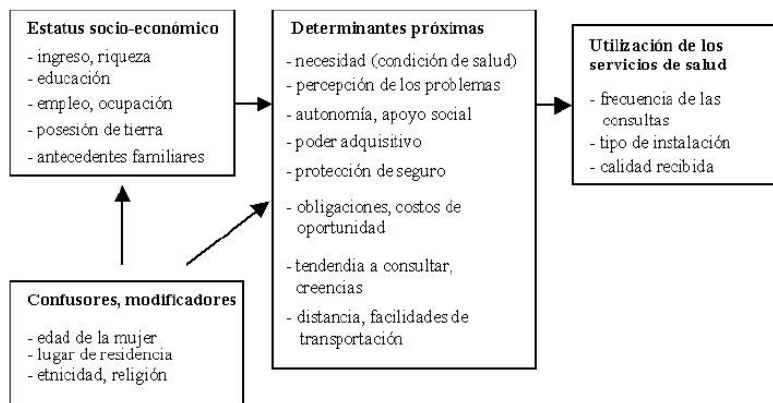 Estatus socio-económico
- ingreso, riqueza
- educación
- empleo, ocupación
- posesión de tierra
- antecedentes familiares
Determinantes próximas
- necesidad (condición de salud)
- percepción de los problemas
- autonomía, apoyo social
- poder adquisitivo
- protección de seguro
- obligaciones, costos de
oportunidad
- tendendia a consultar,
creencias
- distancia, facilidades de
transportación
Utilización de los
servicios de salud
- frecuencia de las
consultas
- tipo de instalación
- calidad recibida
Confusores, modificadores
- edad de la mujer
- lugar de residencia
- etnicidad, religión